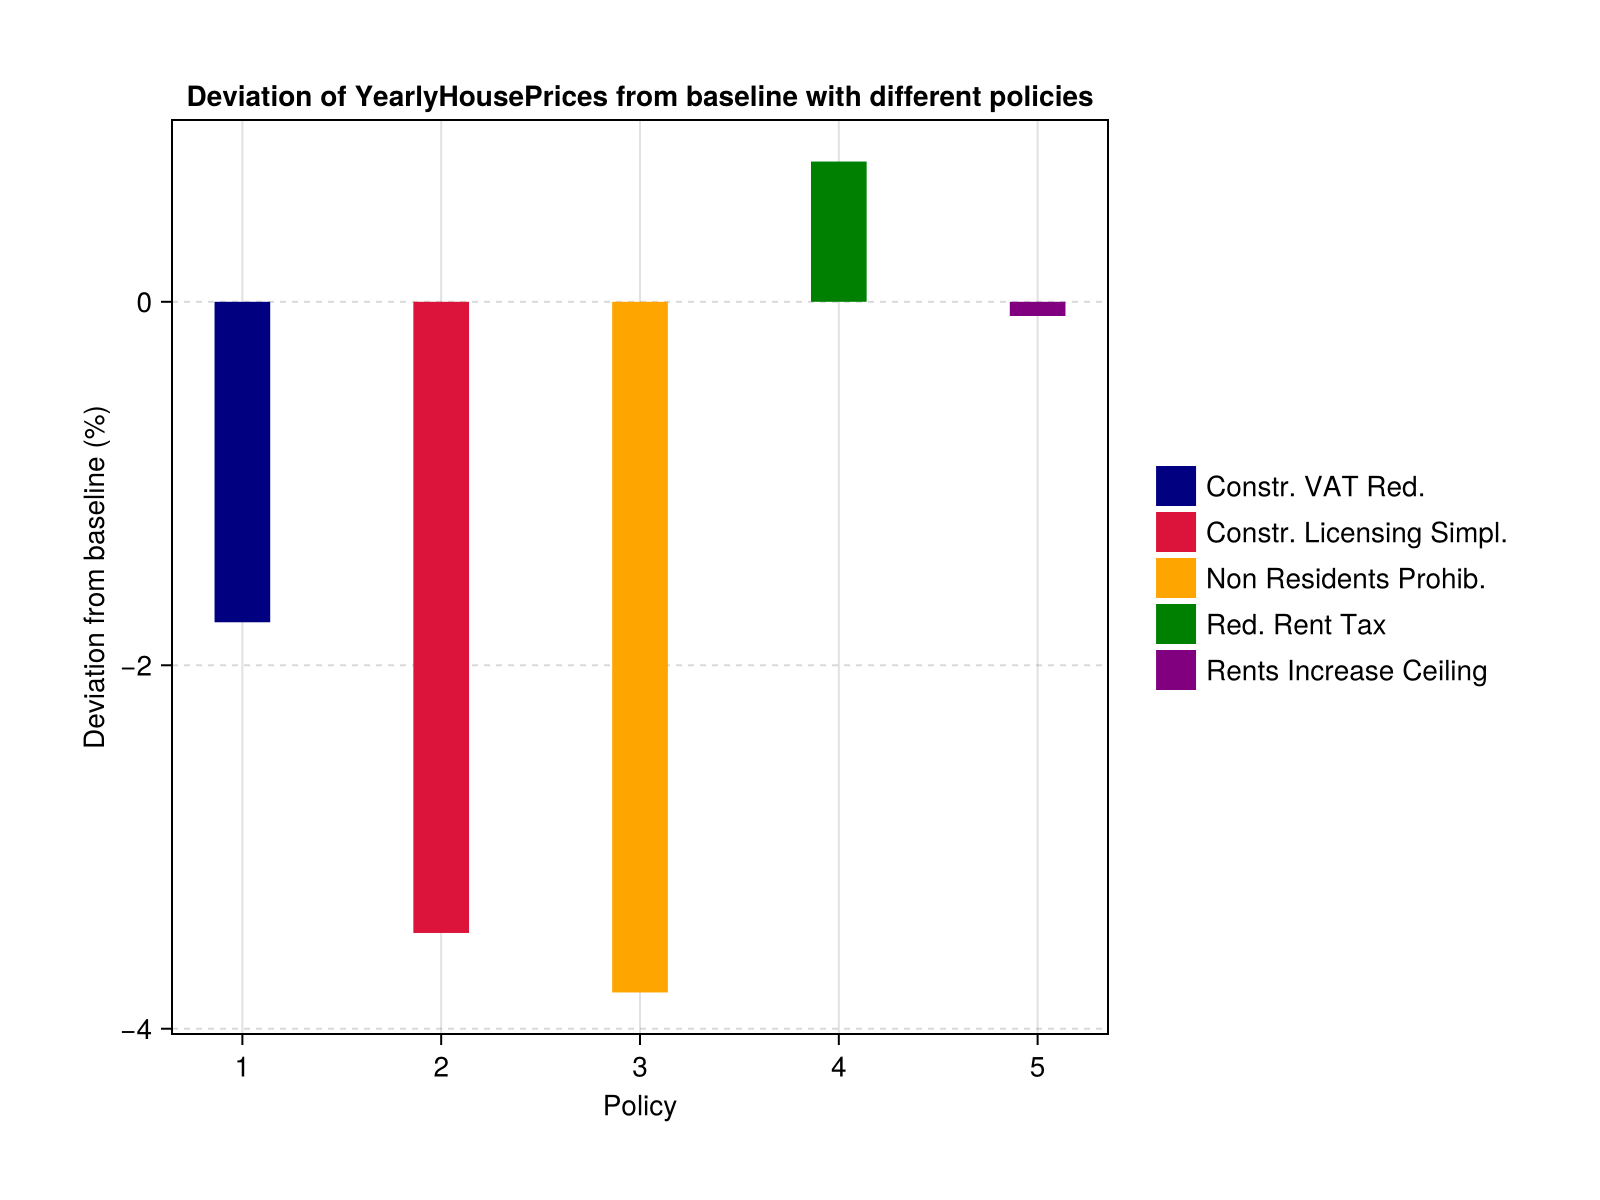 Deviation of YearlyHousePrices from baseline with different policies
Deviation from baseline (%)
0
−2
−4
1 2 3 4 5
Policy
Constr. VAT Red.
Constr. Licensing Simpl.
Non Residents Prohib.
Red. Rent Tax
Rents Increase Ceiling